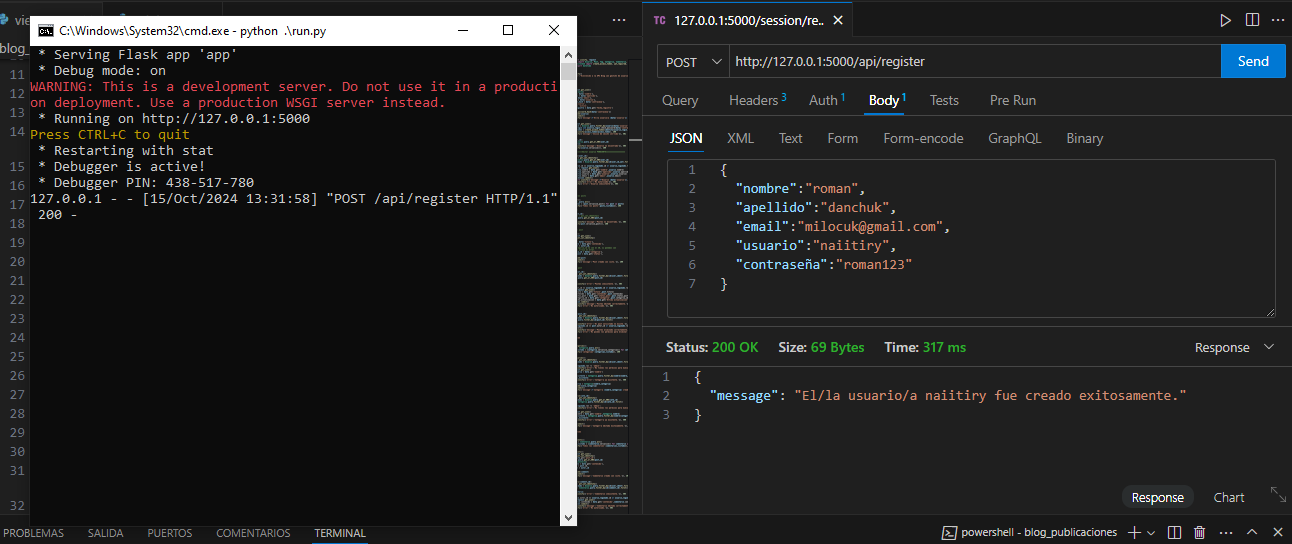 vie
C:\Windows\System32\cmd.exe - python .\run.py
blog_
* Serving Flask app 'app'
* Debug mode: on
WARNING: This is a development server. Do not use it in a producti
on deployment. Use a production WSGI server instead.
* Running on http://127.0.0.1:5000
Press CTRL+C to quit
* Restarting with stat
* Debugger is active!
* Debugger PIN: 438-517-780
127.0.0.1 - - [15/Oct/2024 13:31:58] "POST /api/register HTTP/1.1"
200 -
11
12
13
14
15
16
17
18
19
20
21
22
23
24
25
26
27
28
29
30
31
32
TC 127.0.0.1:5000/session/re..
POST http://127.0.0.1:5000/api/register Send
Query Headers 3 Auth 1 Body 1 Tests Pre Run
JSON XML Text Form Form-encode GraphQL Binary
1 {
2 "nombre":"roman",
3 "apellido":"danchuk",
4 "email":"milocuk@gmail.com",
5 "usuario":"naiitiry",
6 "contraseña":"roman123"
7 }
Status: 200 OK Size: 69 Bytes Time: 317 ms Response
1 {
2 "message": "El/la usuario/a naiitiry fue creado exitosamente."
3 }
Response Chart
PROBLEMAS SALIDA PUERTOS COMENTARIOS TERMINAL powershell - blog_publicaciones